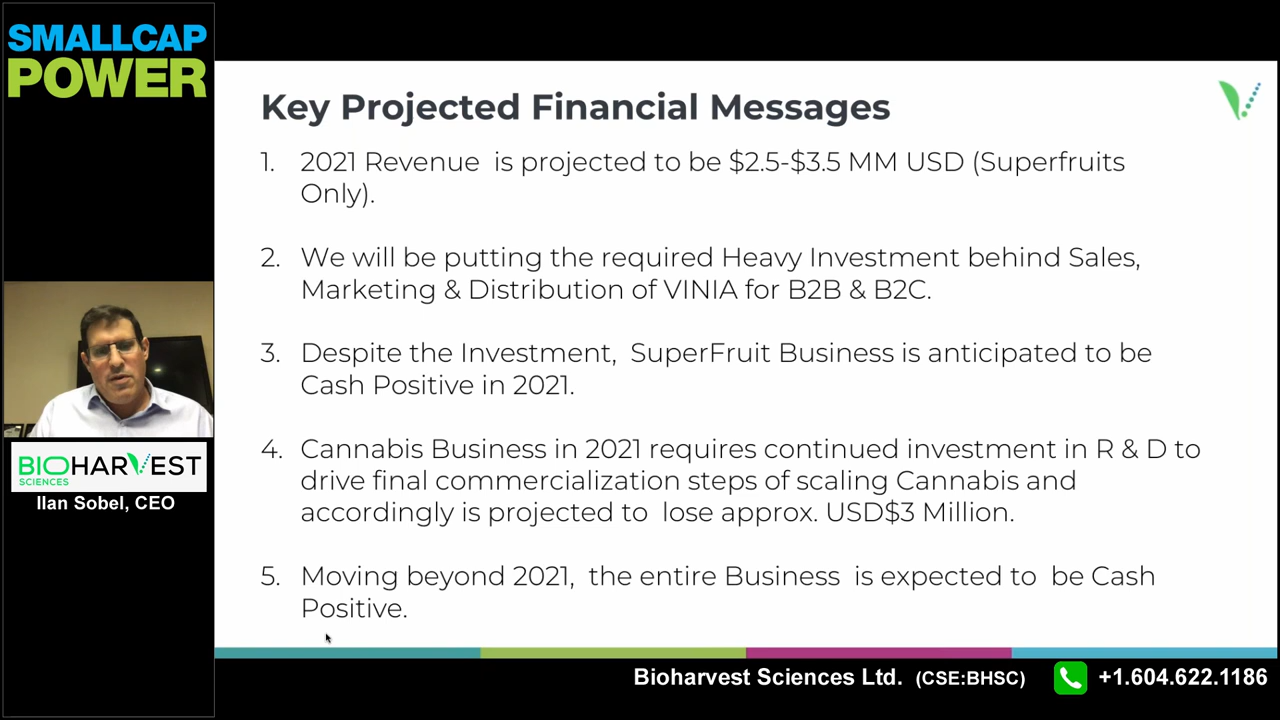 SMALLCAP
POWER
Key Projected Financial Messages
1. 2021 Revenue is projected to be $2.5-$3.5 MM USD (Superfruits
Only).
2. We will be putting the required Heavy Investment behind Sales,
Marketing & Distribution of VINIA for B2B & B2C.
3. Despite the Investment, SuperFruit Business is anticipated to be
Cash Positive in 2021.
4. Cannabis Business in 2021 requires continued investment in R & D to
drive final commercialization steps of scaling Cannabis and
accordingly is projected to lose approx. USD$3 Million.
5. Moving beyond 2021, the entire Business is expected to be Cash
Positive.
BIOHARVEST
SCIENCES
Ilan Sobel, CEO
Bioharvest Sciences Ltd. (CSE:BHSC) +1.604.622.1186